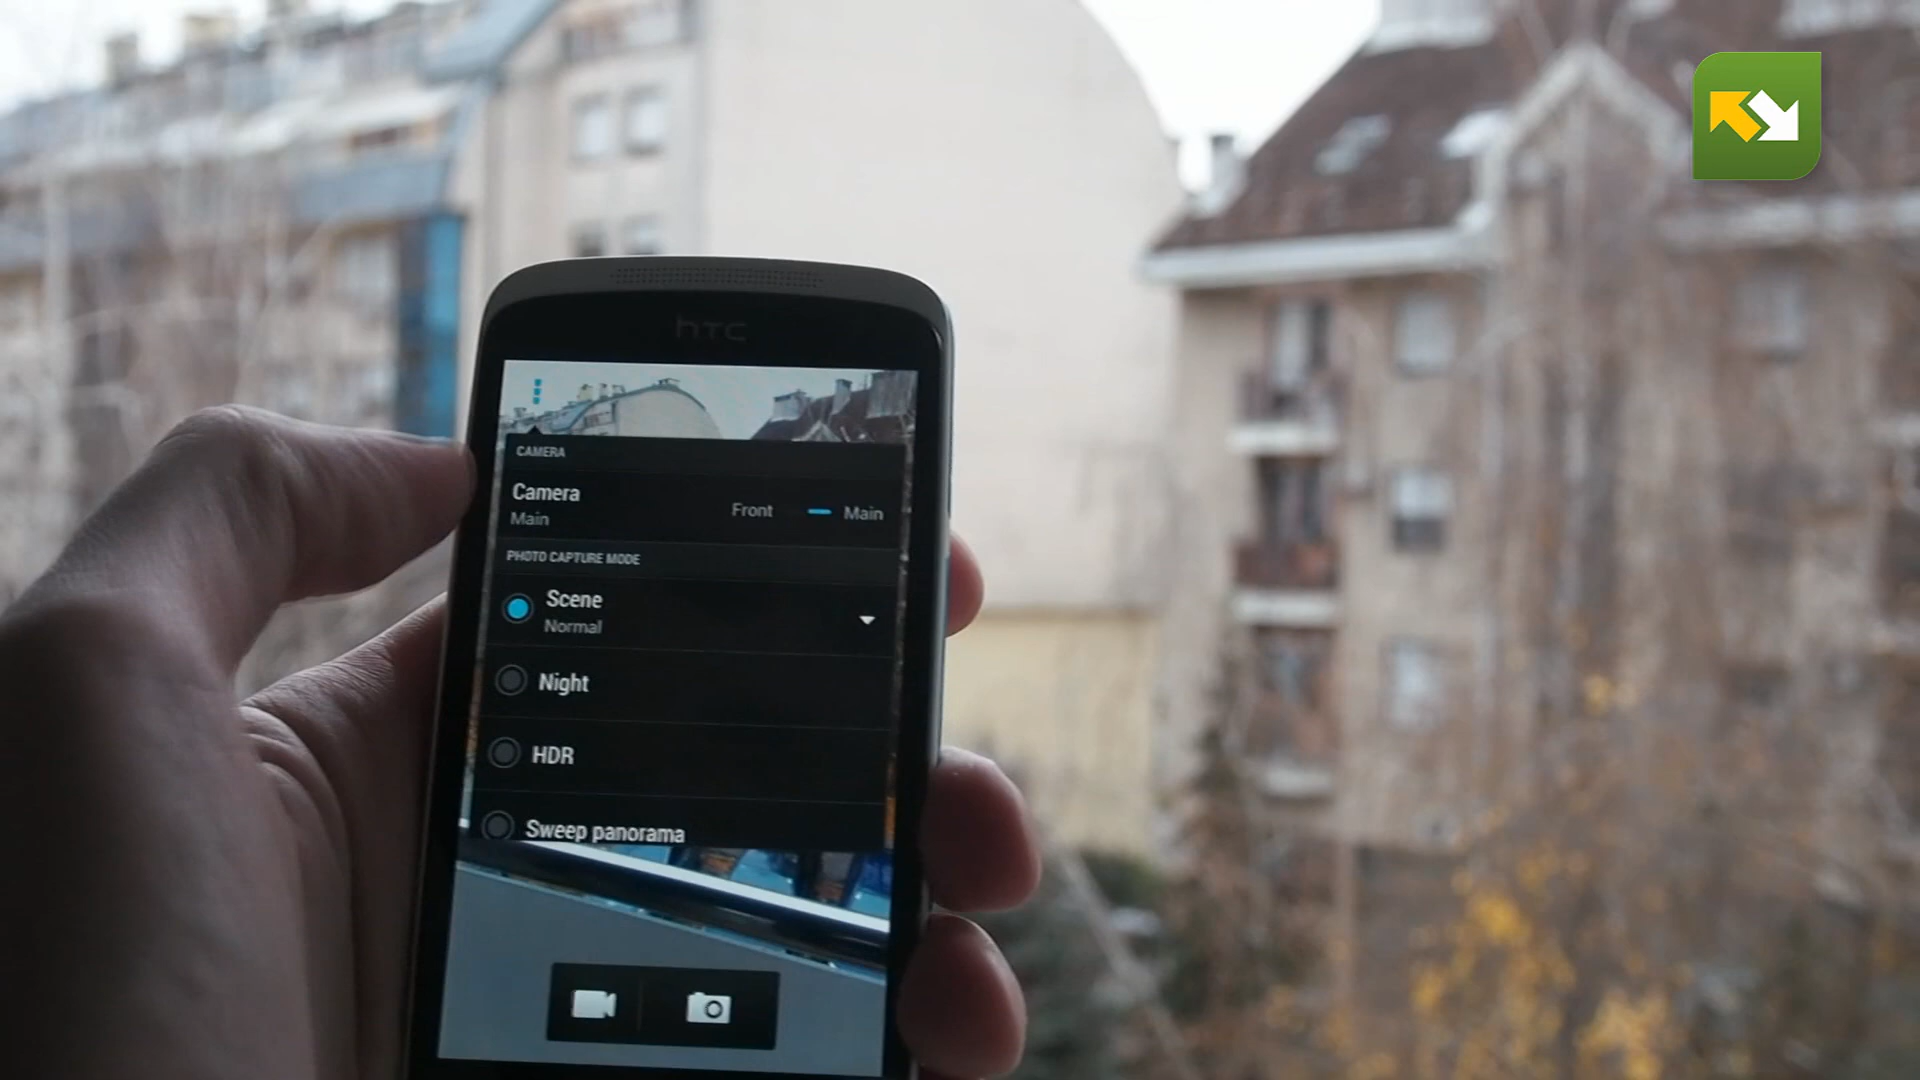 hTC
CAMERA
Camera
Main
Front
Main
PHOTO CAPTURE MODE
Scene
Normal
Night
HDR
Sweep panorama